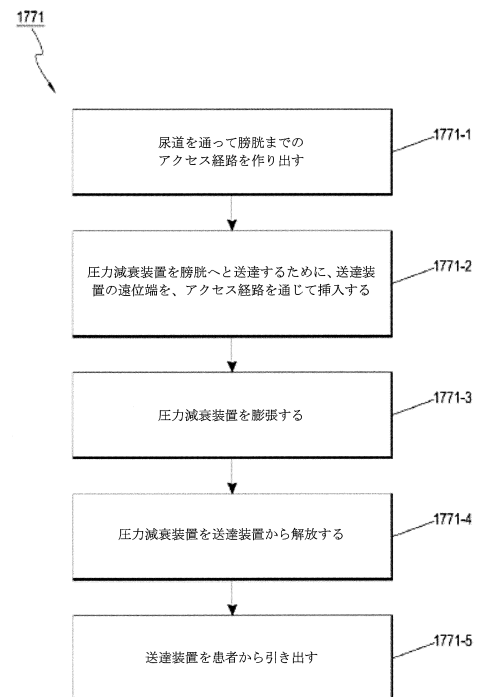 1771
尿道を通って膀胱までの
アクセス経路を作り出す
1771-1
圧力減衰装置を膀胱へと送達するために、送達装
置の遠位端を、アクセス経路を通じて挿入する
1771-2
圧力減衰装置を膨張する
1771-3
圧力減衰装置を送達装置から解放する
1771-4
送達装置を患者から引き出す
1771-5